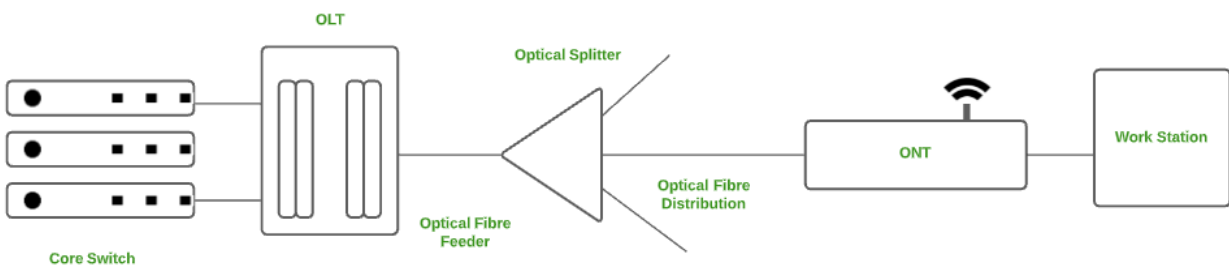 OLT
Optical Splitter
Work Station
ONT
Optical Fibre
Distribution
Optical Fibre
Feeder
Core Switch